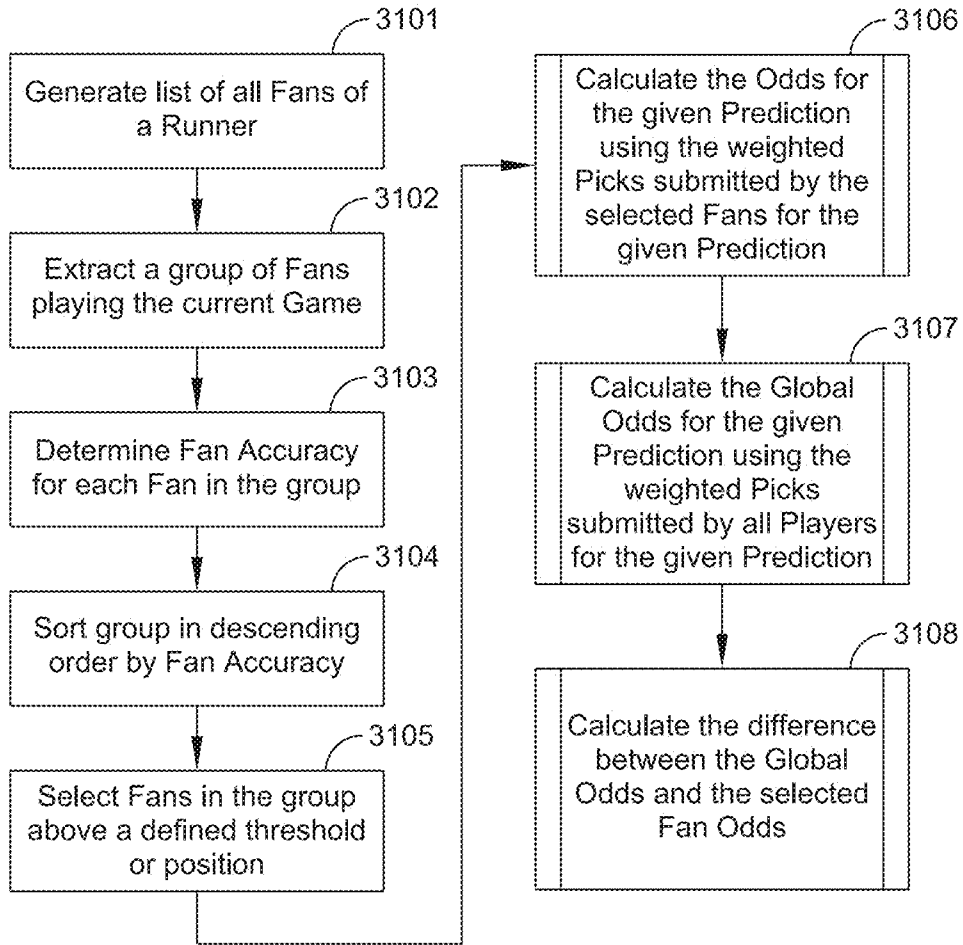 3101
Generate list of all Fans of
a Runner
3102
Extract a group of Fans
playing the current Game
3103
Determine Fan Accuracy
for each Fan in the group
3104
Sort group in descending
order by Fan Accuracy
3105
Select Fans in the group
above a defined threshold
or position
3106
Calculate the Odds for
the given Prediction
using the weighted
Picks submitted by the
selected Fans for the
given Prediction
3107
Calculate the Global
Odds for the given
Prediction using the
weighted Picks
submitted by all Players
for the given Prediction
3108
Calculate the difference
between the Global
Odds and the selected
Fan Odds